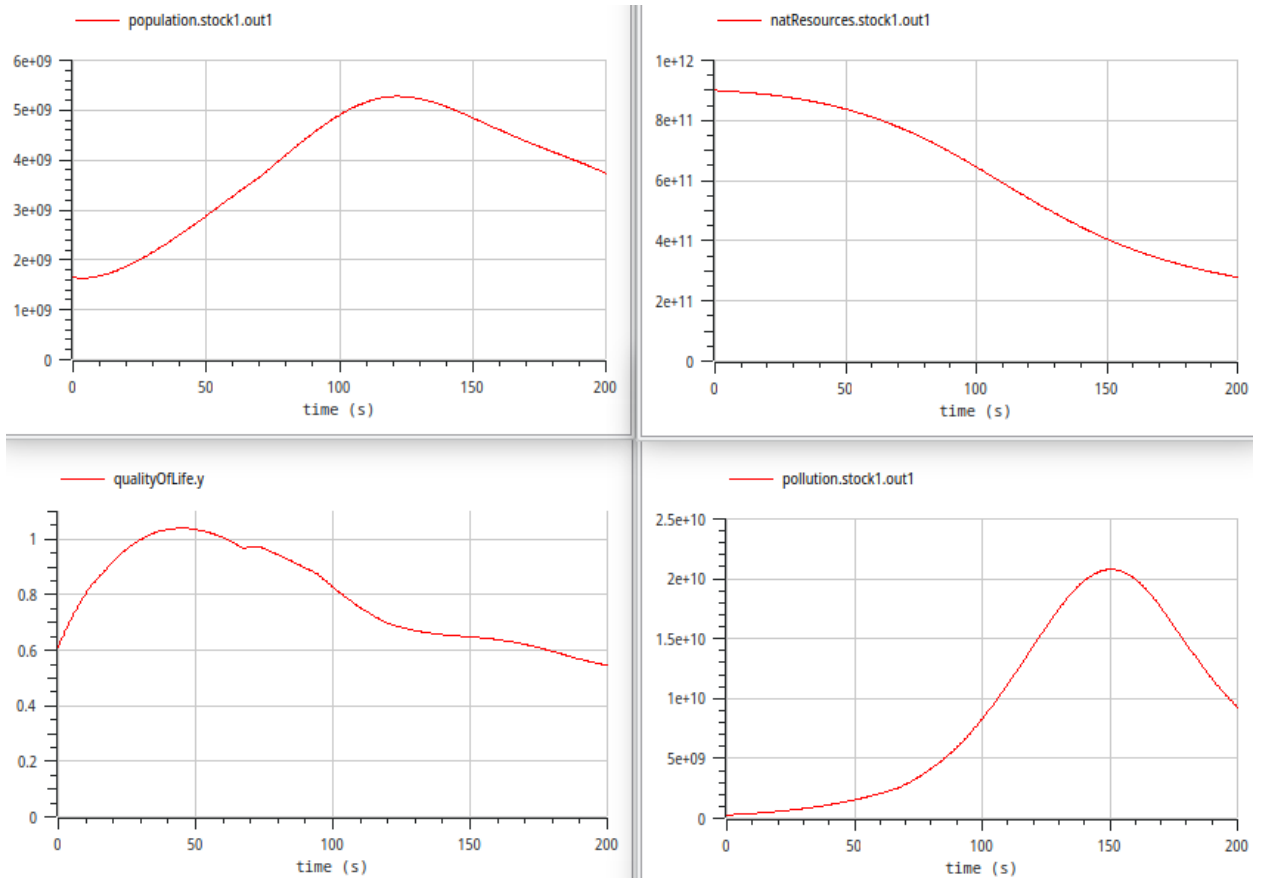 population.stock1.out1
6e+09
5e+09
4e+09
3e+09
2e+09
1e+09
0
0 50 100 150 200
time (s)
natResources.stock1.out1
1e+12
8e+11
6e+11
4e+11
2e+11
0
0 50 100 150 200
time (s)
qualityOfLife.y
1
0.8
0.6
0.4
0.2
0
0 50 100 150 200
time (s)
pollution.stock1.out1
2.5e+10
2e+10
1.5e+10
1e+10
5e+09
0
0 50 100 150 200
time (s)